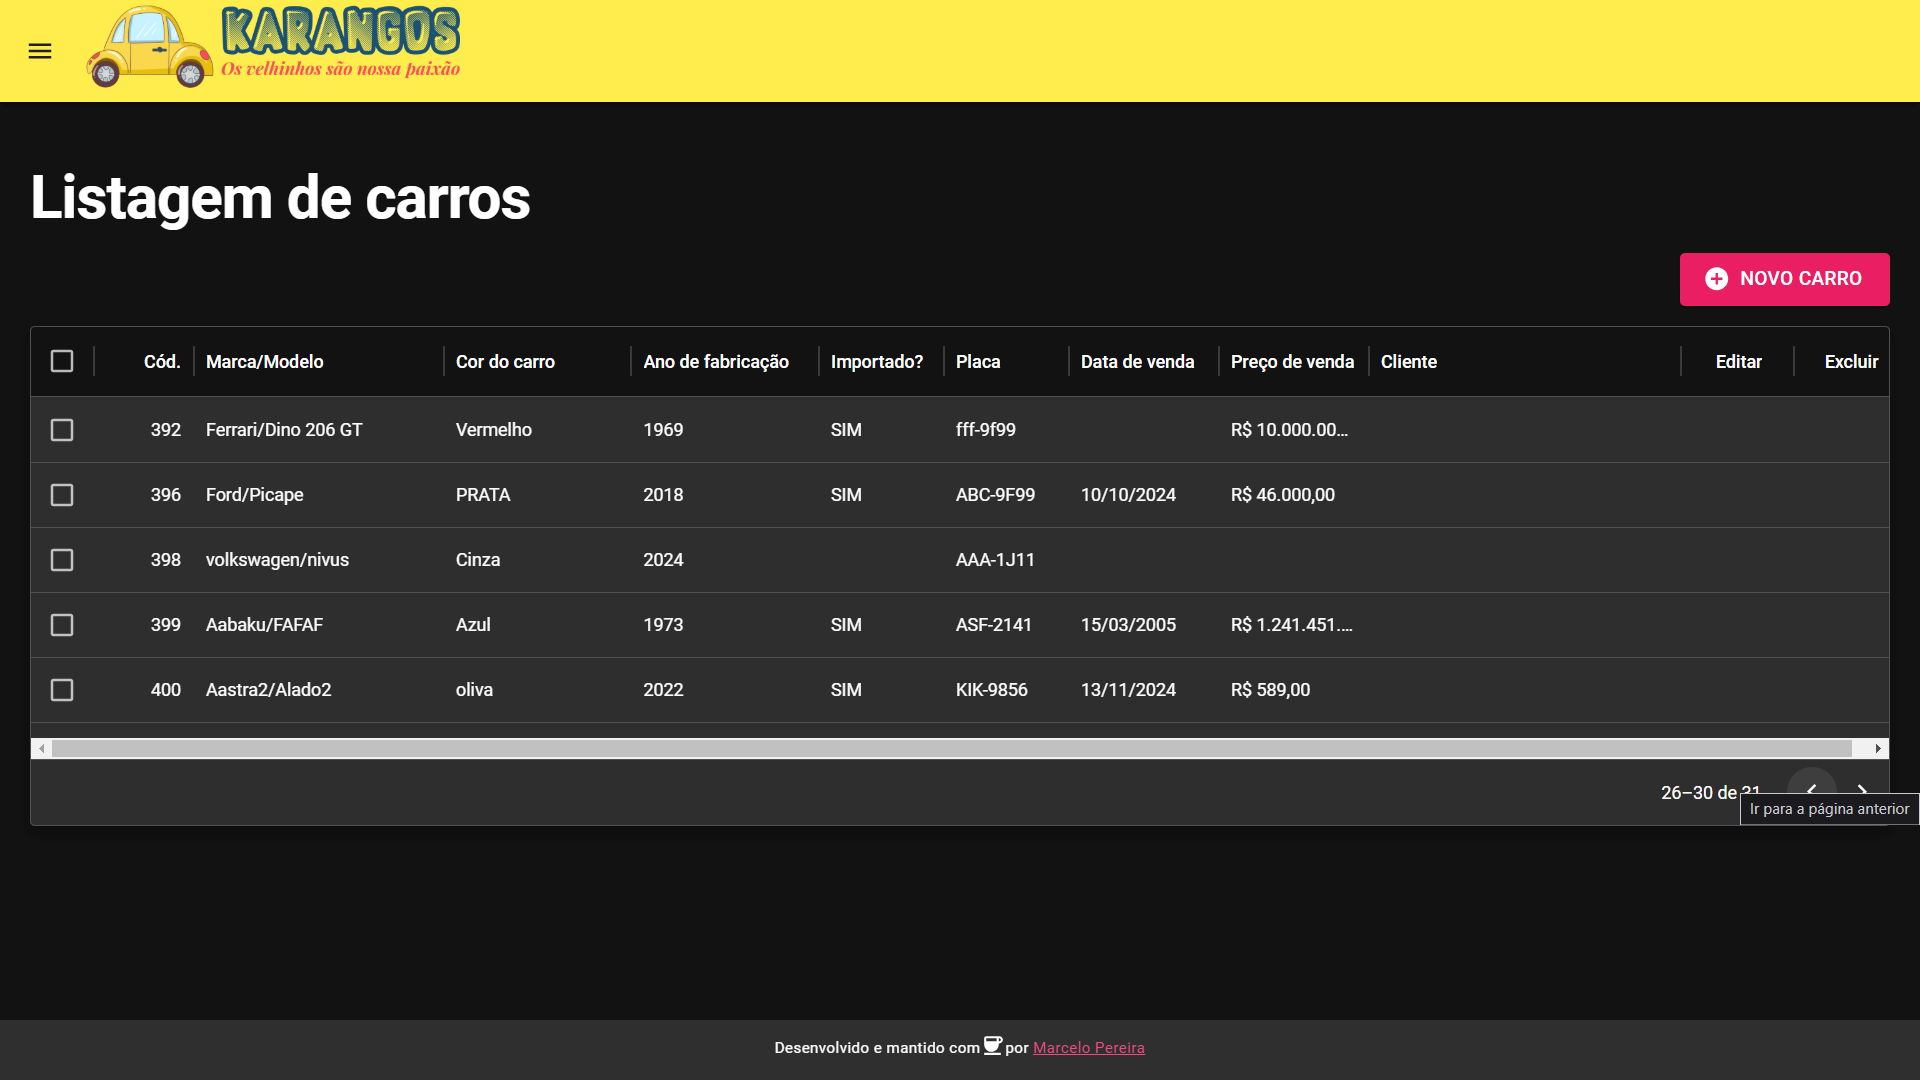 KARANGOS
Os velhinhos são nossa paixão
Listagem de carros
NOVO CARRO
Cód. Marca/Modelo Cor do carro Ano de fabricação Importado? Placa Data de venda Preço de venda Cliente Editar Excluir
392 Ferrari/Dino 206 GT Vermelho 1969 SIM fff-9f99 R$ 10.000.00...
396 Ford/Picape PRATA 2018 SIM ABC-9F99 10/10/2024 R$ 46.000,00
398 volkswagen/nivus Cinza 2024 AAA-1J11
399 Aabaku/FAFAF Azul 1973 SIM ASF-2141 15/03/2005 R$ 1.241.451....
400 Aastra2/Alado2 oliva 2022 SIM KIK-9856 13/11/2024 R$ 589,00
26–30 de 31
Ir para a página anterior
Desenvolvido e mantido com por Marcelo Pereira